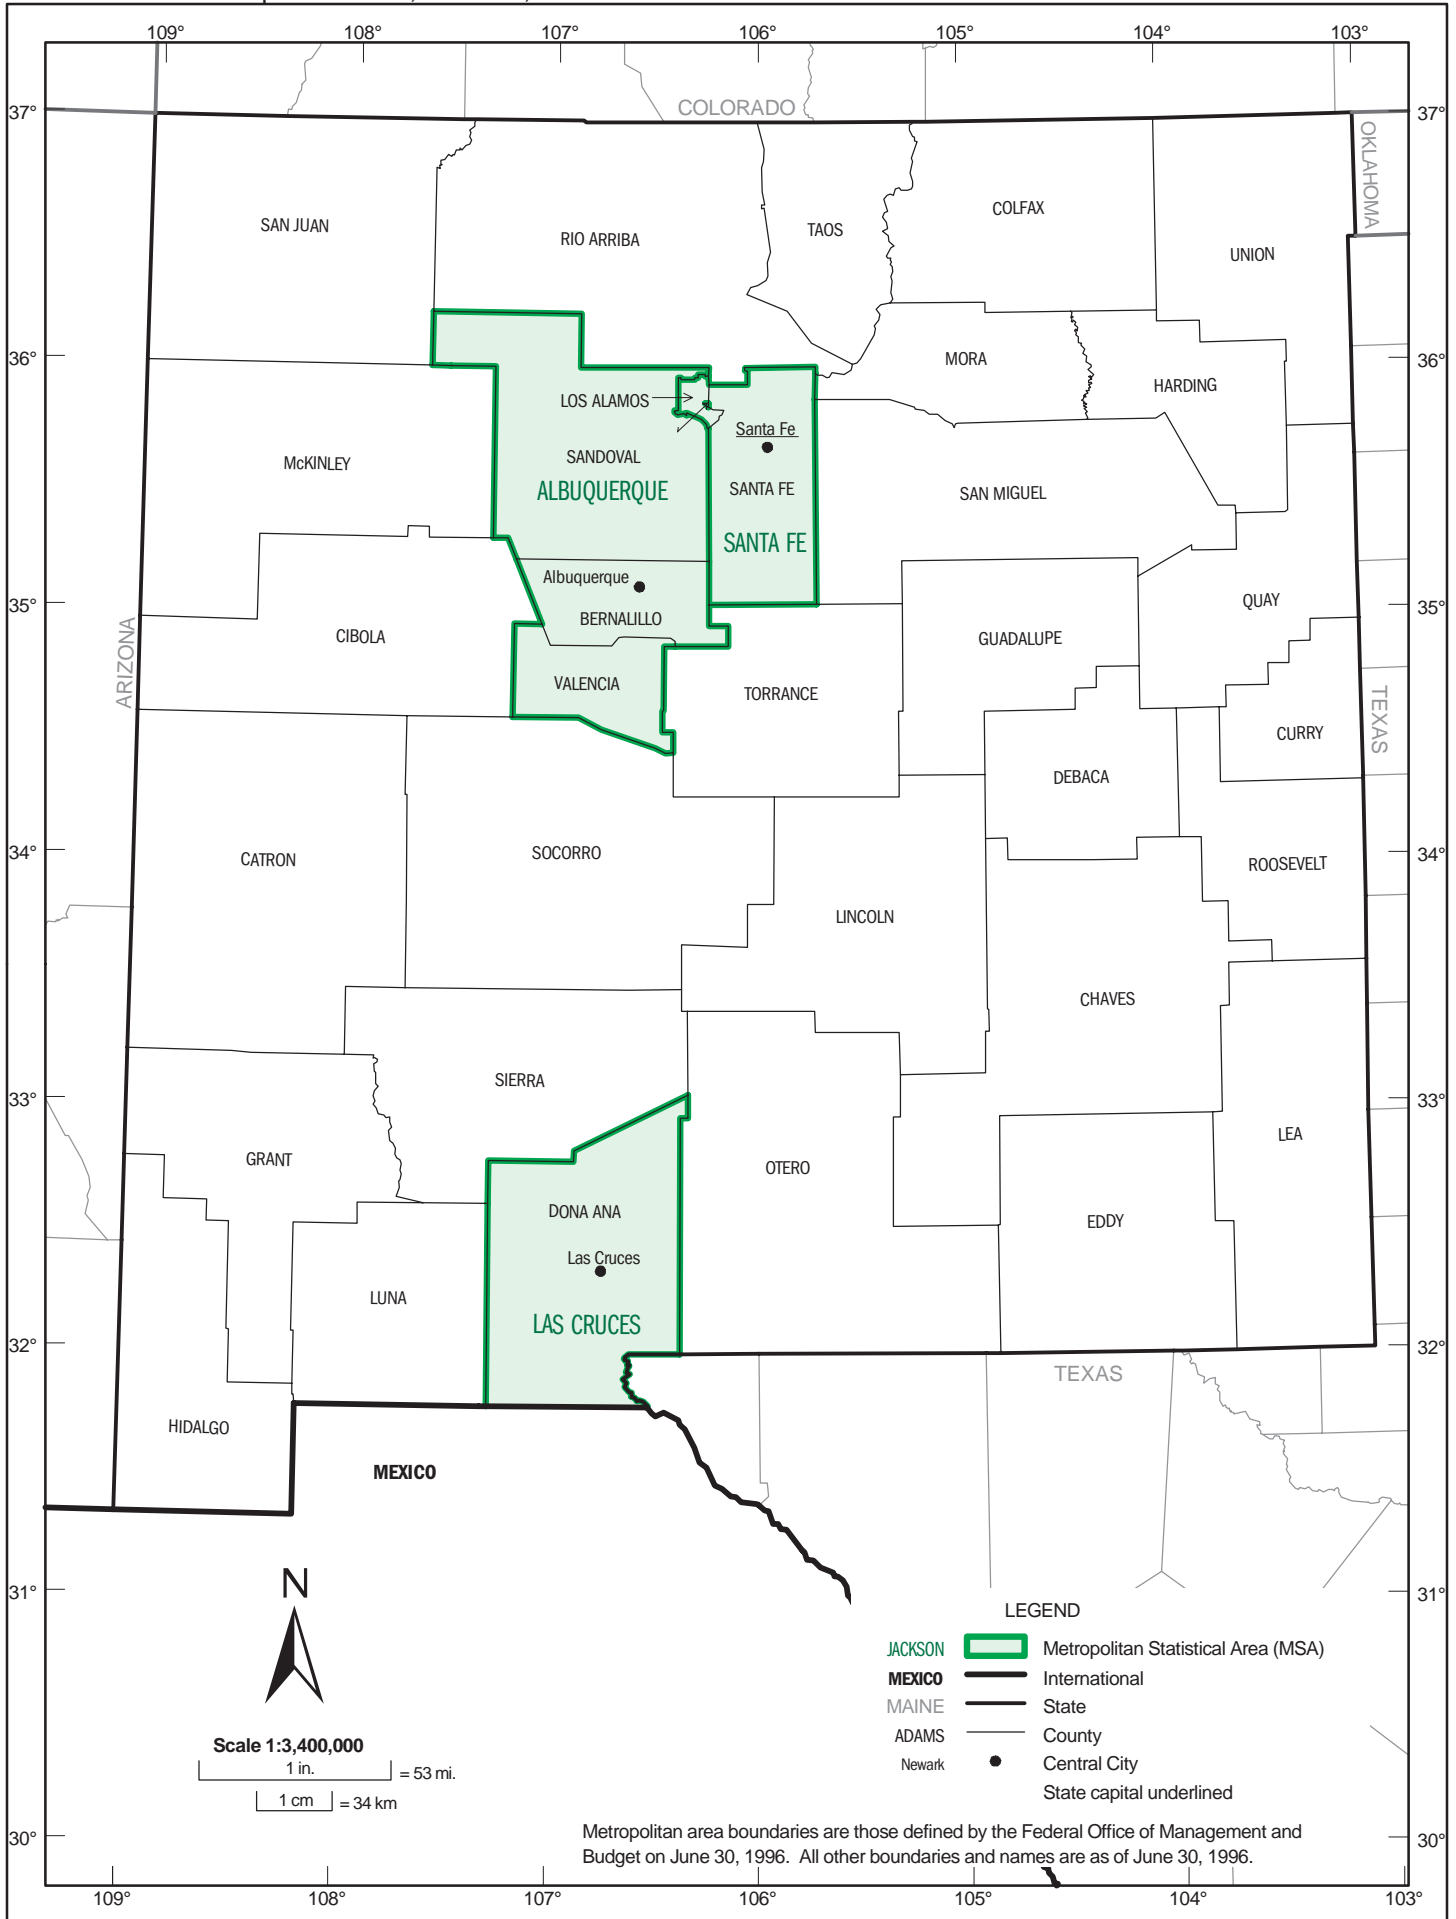 109° 108° 107° 106° 105° 104° 103°
37° COLORADO 37°
OKLAHOMA
SAN JUAN
RIO ARRIBA
TAOS
COLFAX
UNION
36° 36°
MORA
HARDING
LOS ALAMOS
Santa Fe
McKINLEY
SANDOVAL
ALBUQUERQUE
SANTA FE
SAN MIGUEL
SANTA FE
Albuquerque
35° 35°
BERNALILLO
QUAY
CIBOLA
GUADALUPE
ARIZONA
VALENCIA
TORRANCE
TEXAS
CURRY
DEBACA
34° 34°
CATRON
SOCORRO
ROOSEVELT
LINCOLN
CHAVES
SIERRA
33° 33°
GRANT
OTERO
LEA
DONA ANA
EDDY
Las Cruces
LUNA
LAS CRUCES
32° 32°
TEXAS
HIDALGO
MEXICO
N
31° 31°
LEGEND
JACKSON Metropolitan Statistical Area (MSA)
MEXICO International
MAINE State
ADAMS County
Newark Central City
State capital underlined
Scale 1:3,400,000
1 in. = 53 mi.
1 cm = 34 km
Metropolitan area boundaries are those defined by the Federal Office of Management and
Budget on June 30, 1996. All other boundaries and names are as of June 30, 1996.
30° 30°
109° 108° 107° 106° 105° 104° 103°